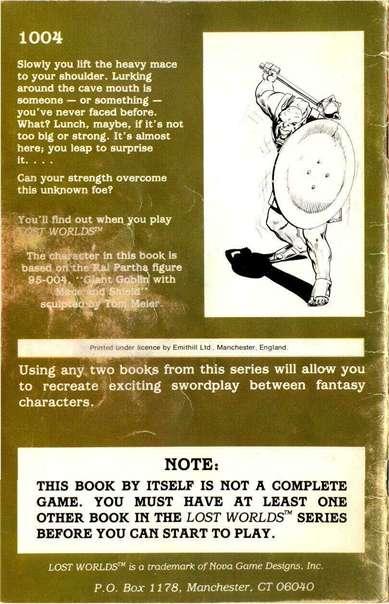 1004
Slowly you lift the heavy mace
to your shoulder. Lurking
around the cave mouth is
someone — or something —
you've never faced before.
What? Lunch, maybe, if it's not
too big or strong. It's almost
here; you leap to surprise
it. . . .
Can your strength overcome
this unknown foe?
You'll find out when you play
LOST WORLDS™
The character in this book is
based on the Ral Partha figure
95-004, "Giant Goblin with
Mace and Shield"
sculpted by Tom Meier.
Printed under licence by Emithill Ltd., Manchester, England.
Using any two books from this series will allow you
to recreate exciting swordplay between fantasy
characters.
NOTE:
THIS BOOK BY ITSELF IS NOT A COMPLETE
GAME. YOU MUST HAVE AT LEAST ONE
OTHER BOOK IN THE LOST WORLDS™ SERIES
BEFORE YOU CAN START TO PLAY.
LOST WORLDS™ is a trademark of Nova Game Designs, Inc.
P.O. Box 1178, Manchester, CT 06040